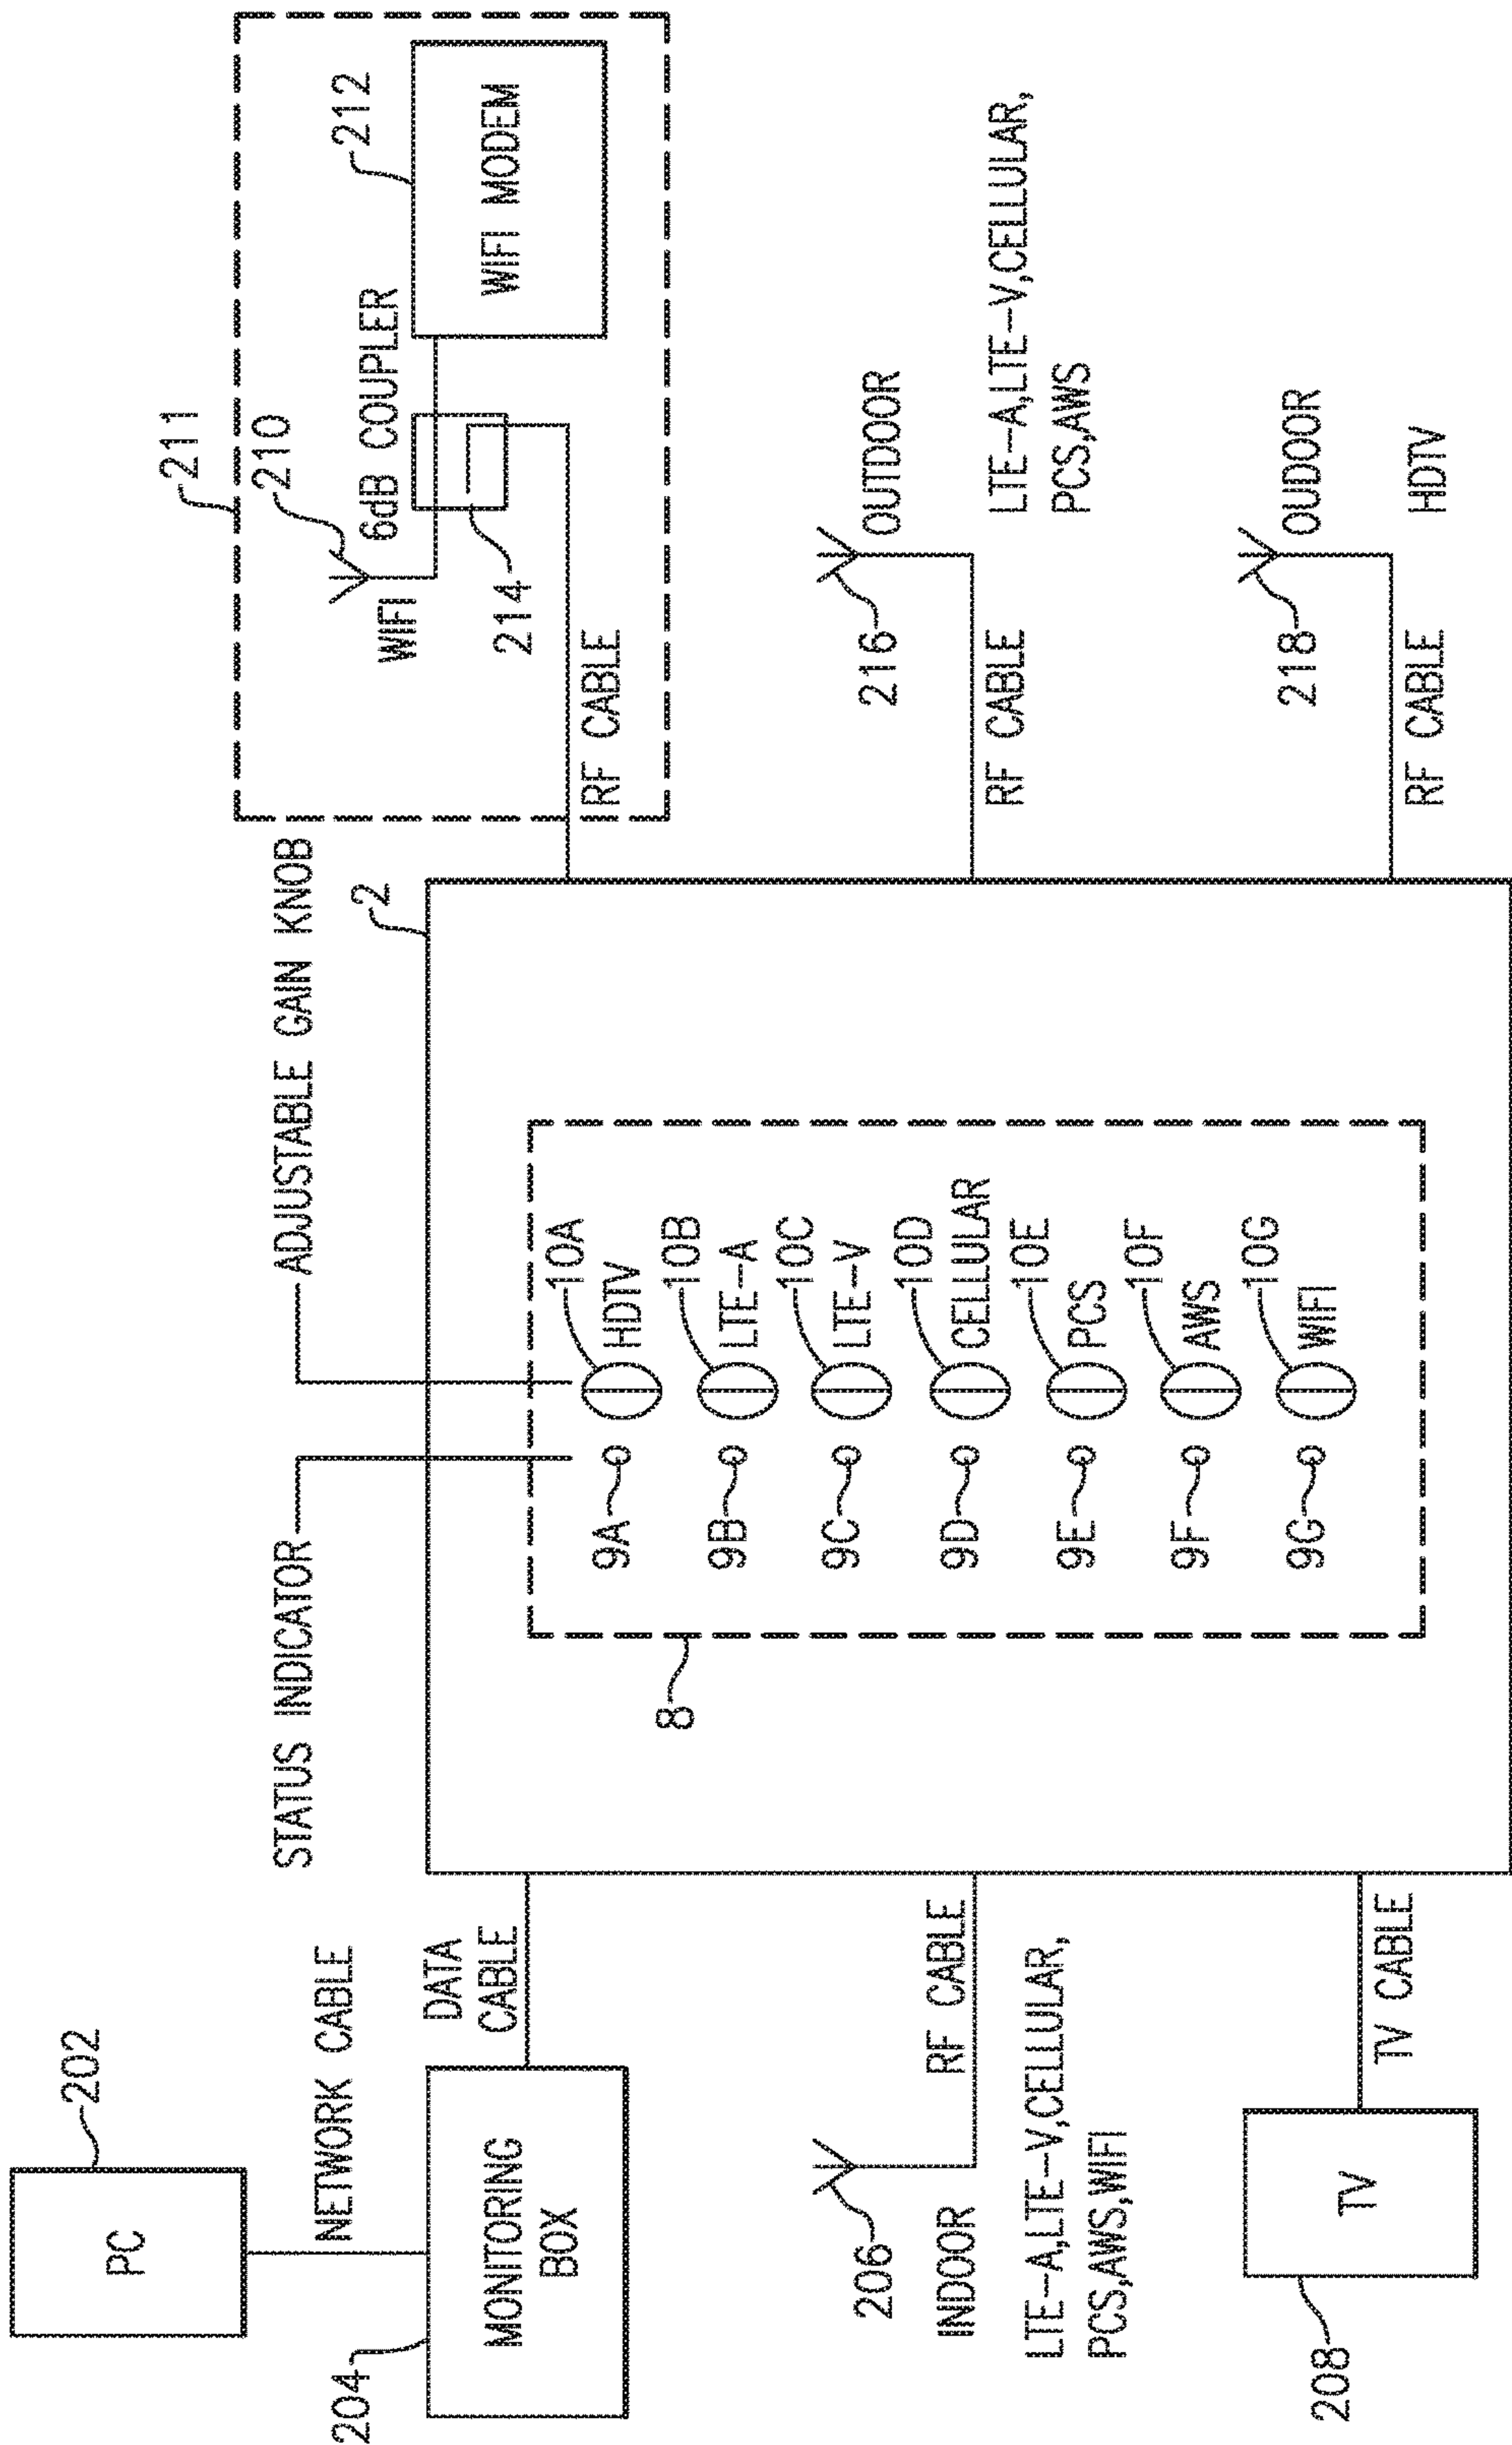 PC
202
NETWORK CABLE
204
MONITORING
BOX
DATA
CABLE
206
INDOOR
RF CABLE
LTE-A,LTE-V,CELLULAR,
PCS,AWS,WIFI
208
TV
TV CABLE
STATUS INDICATOR
ADJUSTABLE GAIN KNOB
2
8
9A
10A
HDTV
9B
10B
LTE-A
9C
10C
LTE-V
9D
10D
CELLULAR
9E
10E
PCS
9F
10F
AWS
9G
10G
WIFI
211
210
WIFI
6dB COUPLER
212
WIFI MODEM
214
RF CABLE
216
OUTDOOR
RF CABLE
LTE-A,LTE-V,CELLULAR,
PCS,AWS
218
OUDOOR
RF CABLE
HDTV